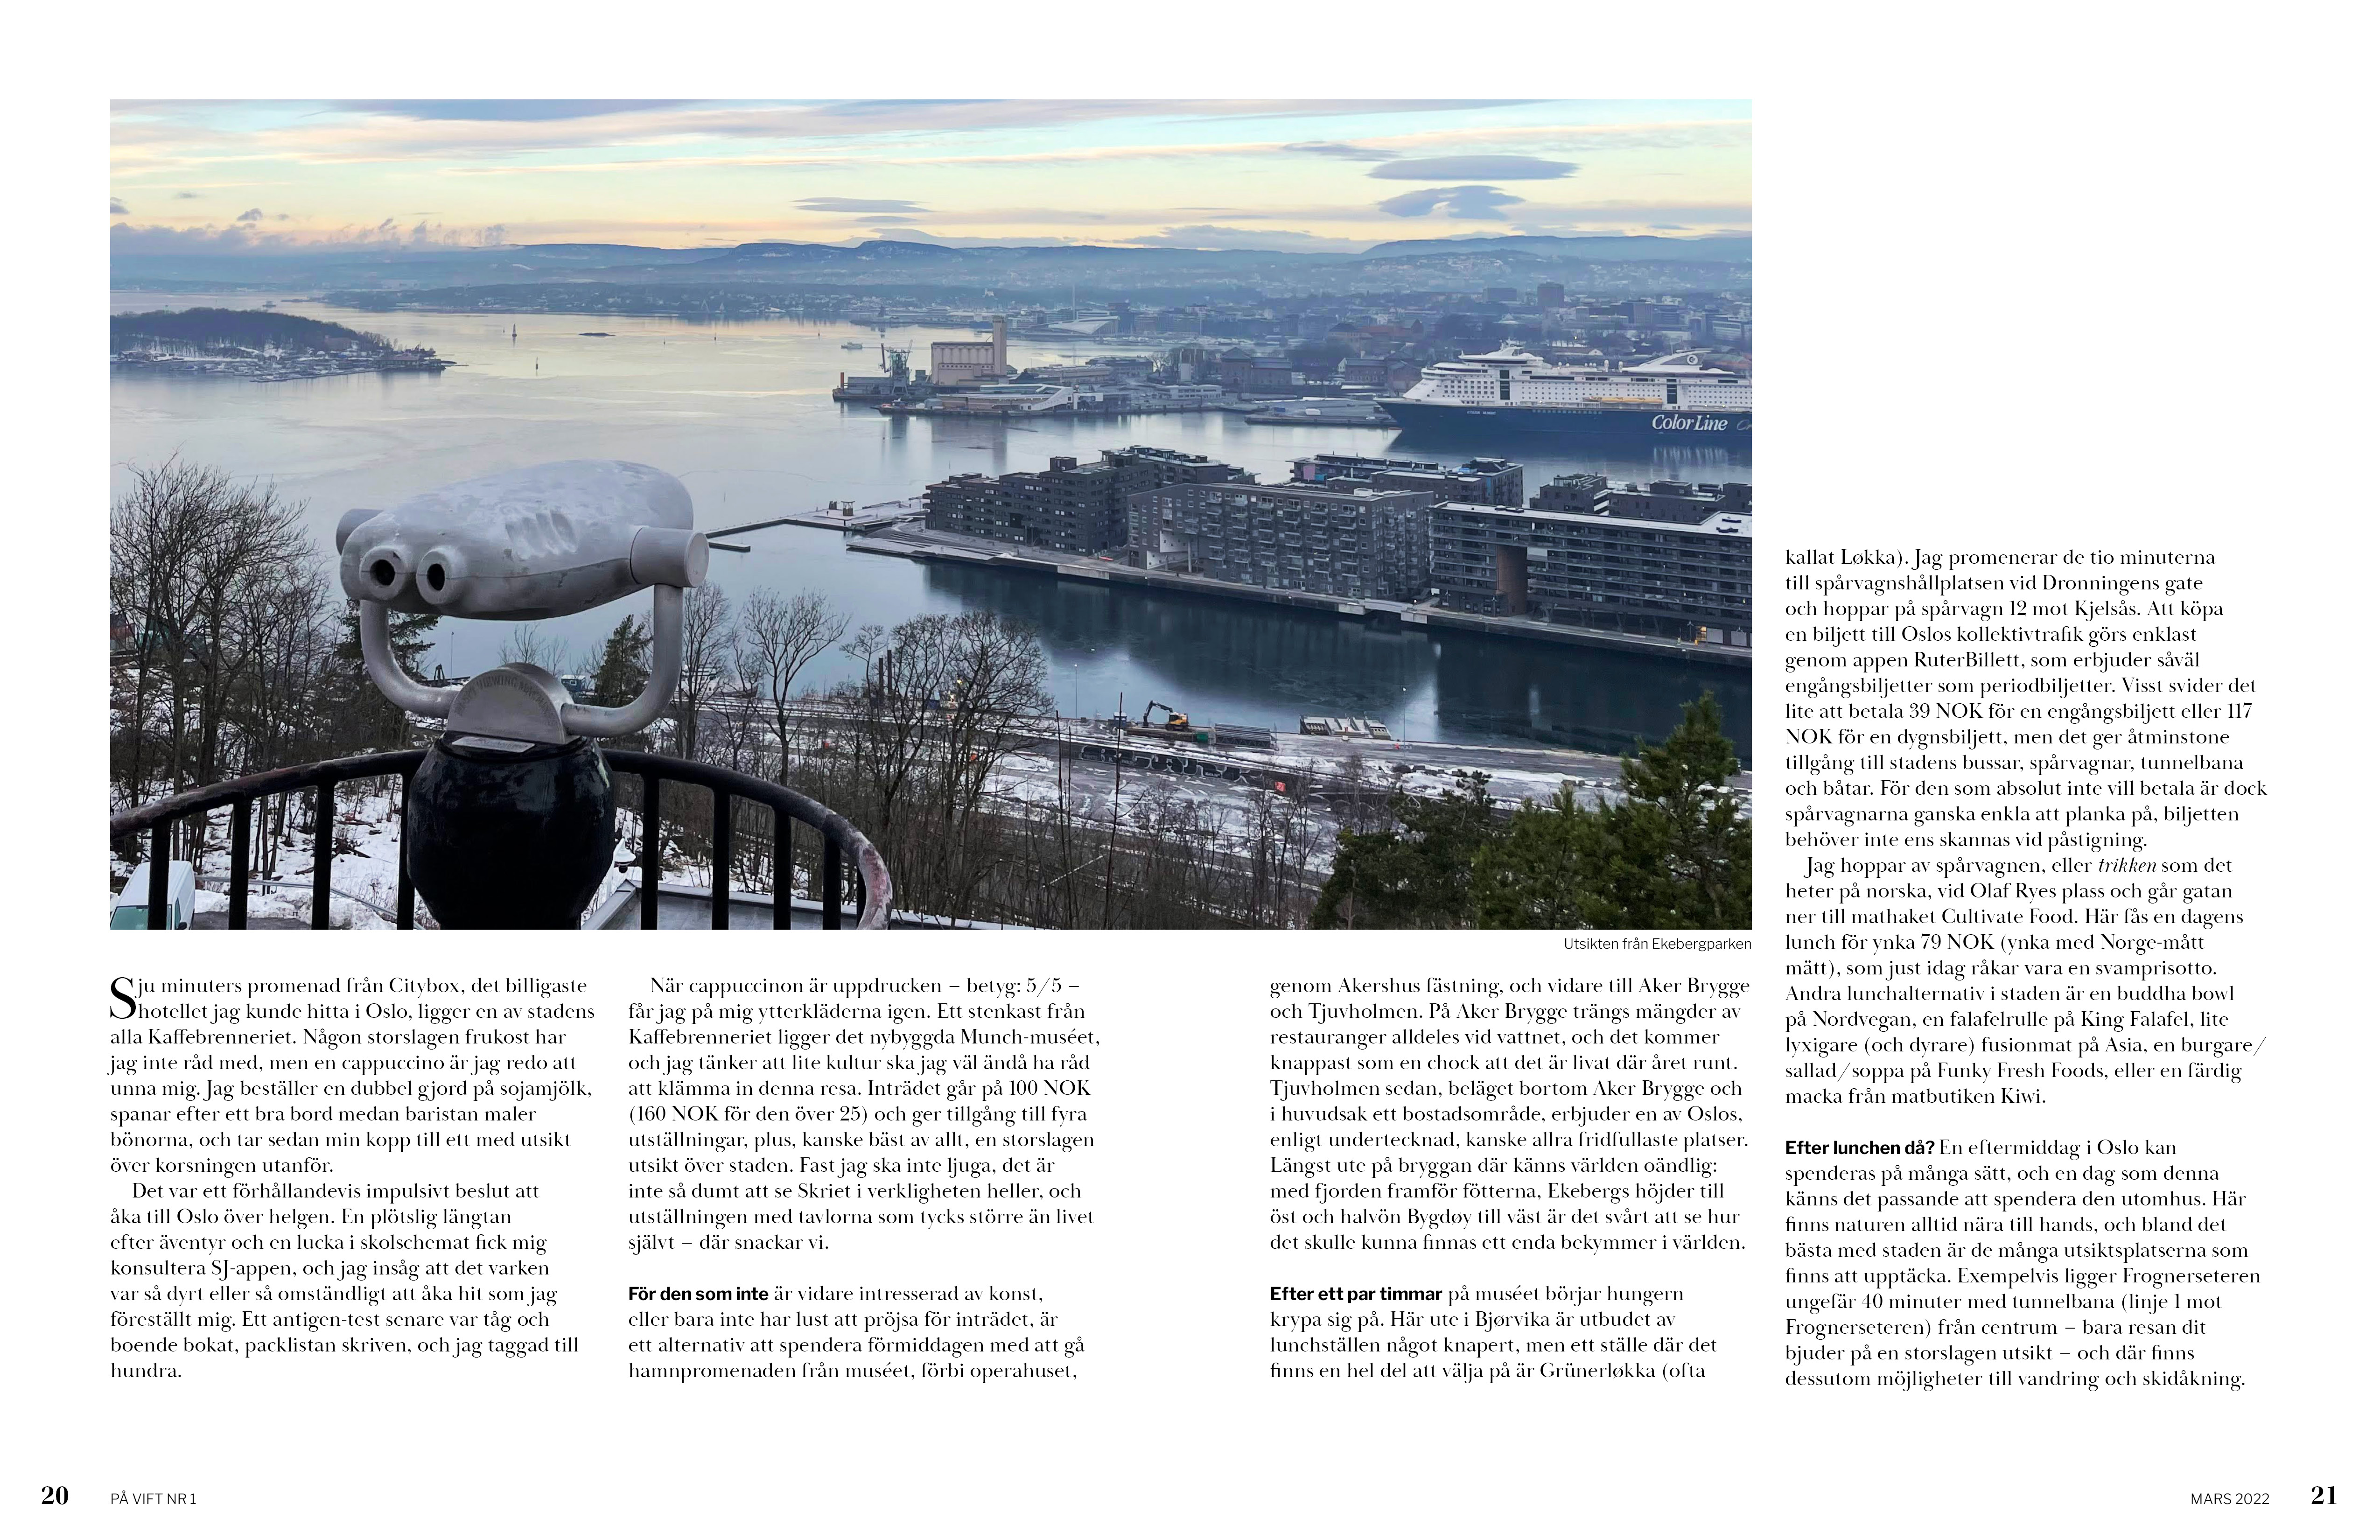 ColorLine
Utsikten från Ekebergparken
Sju minuters promenad från Citybox, det billigaste
hotellet jag kunde hitta i Oslo, ligger en av stadens
alla Kaffebrenneriet. Någon storslagen frukost har
jag inte råd med, men en cappuccino är jag redo att
unna mig. Jag beställer en dubbel gjord på sojamjölk,
spanar efter ett bra bord medan baristan maler
bönorna, och tar sedan min kopp till ett med utsikt
över korsningen utanför.
Det var ett förhållandevis impulsivt beslut att
åka till Oslo över helgen. En plötslig längtan
efter äventyr och en lucka i skolschemat fick mig
konsultera SJ-appen, och jag insåg att det varken
var så dyrt eller så omständligt att åka hit som jag
föreställt mig. Ett antigen-test senare var tåg och
boende bokat, packlistan skriven, och jag taggad till
hundra.
När cappuccinon är uppdrucken – betyg: 5/5 –
får jag på mig ytterkläderna igen. Ett stenkast från
Kaffebrenneriet ligger det nybyggda Munch-muséet,
och jag tänker att lite kultur ska jag väl ändå ha råd
att klämma in denna resa. Inträdet går på 100 NOK
(160 NOK för den över 25) och ger tillgång till fyra
utställningar, plus, kanske bäst av allt, en storslagen
utsikt över staden. Fast jag ska inte ljuga, det är
inte så dumt att se Skriet i verkligheten heller, och
utställningen med tavlorna som tycks större än livet
självt – där snackar vi.
För den som inte är vidare intresserad av konst,
eller bara inte har lust att pröjsa för inträdet, är
ett alternativ att spendera förmiddagen med att gå
hamnpromenaden från muséet, förbi operahuset,
genom Akershus fästning, och vidare till Aker Brygge
och Tjuvholmen. På Aker Brygge trängs mängder av
restauranger alldeles vid vattnet, och det kommer
knappast som en chock att det är livat där året runt.
Tjuvholmen sedan, beläget bortom Aker Brygge och
i huvudsak ett bostadsområde, erbjuder en av Oslos,
enligt undertecknad, kanske allra fridfullaste platser.
Längst ute på bryggan där känns världen oändlig:
med fjorden framför fötterna, Ekebergs höjder till
öst och halvön Bygdøy till väst är det svårt att se hur
det skulle kunna finnas ett enda bekymmer i världen.
Efter ett par timmar på muséet börjar hungern
krypa sig på. Här ute i Bjørvika är utbudet av
lunchställen något knapert, men ett ställe där det
finns en hel del att välja på är Grünerløkka (ofta
kallat Løkka). Jag promenerar de tio minuterna
till spårvagnshållplatsen vid Dronningens gate
och hoppar på spårvagn 12 mot Kjelsås. Att köpa
en biljett till Oslos kollektivtrafik görs enklast
genom appen RuterBillett, som erbjuder såväl
engångsbiljetter som periodbiljetter. Visst svider det
lite att betala 39 NOK för en engångsbiljett eller 117
NOK för en dygnsbiljett, men det ger åtminstone
tillgång till stadens bussar, spårvagnar, tunnelbana
och båtar. För den som absolut inte vill betala är dock
spårvagnarna ganska enkla att planka på, biljetten
behöver inte ens skannas vid påstigning.
Jag hoppar av spårvagnen, eller trikken som det
heter på norska, vid Olaf Ryes plass och går gatan
ner till mathaket Cultivate Food. Här fås en dagens
lunch för ynka 79 NOK (ynka med Norge-mått
mätt), som just idag råkar vara en svamprisotto.
Andra lunchalternativ i staden är en buddha bowl
på Nordvegan, en falafelrulle på King Falafel, lite
lyxigare (och dyrare) fusionmat på Asia, en burgare/
sallad/soppa på Funky Fresh Foods, eller en färdig
macka från matbutiken Kiwi.
Efter lunchen då? En eftermiddag i Oslo kan
spenderas på många sätt, och en dag som denna
känns det passande att spendera den utomhus. Här
finns naturen alltid nära till hands, och bland det
bästa med staden är de många utsiktsplatserna som
finns att upptäcka. Exempelvis ligger Frognerseteren
ungefär 40 minuter med tunnelbana (linje 1 mot
Frognerseteren) från centrum – bara resan dit
bjuder på en storslagen utsikt – och där finns
dessutom möjligheter till vandring och skidåkning.
20 PÅ VIFT NR 1
MARS 2022 21